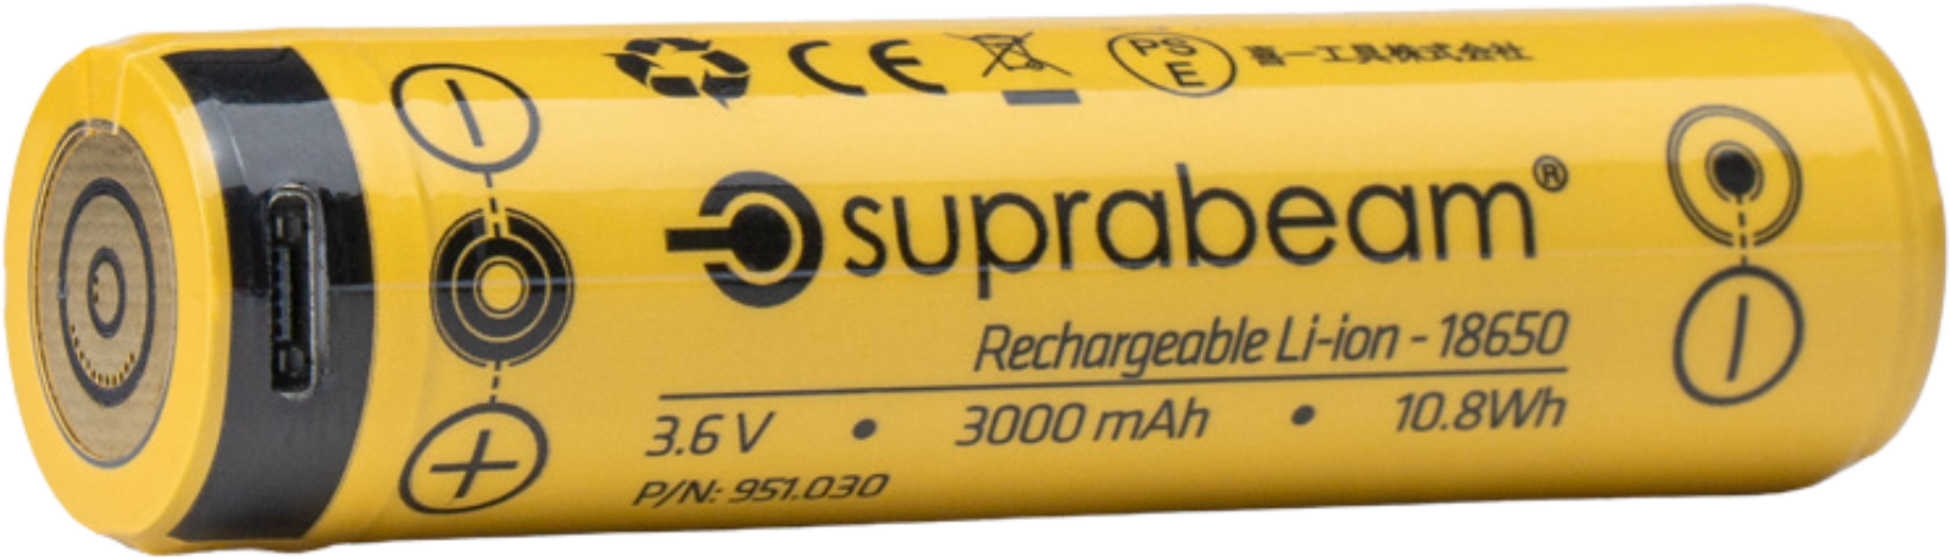 CE PSE 喜一工具株式会社
suprabeam®
Rechargeable Li-ion - 18650
3.6 V • 3000 mAh • 10.8Wh
P/N: 951.030